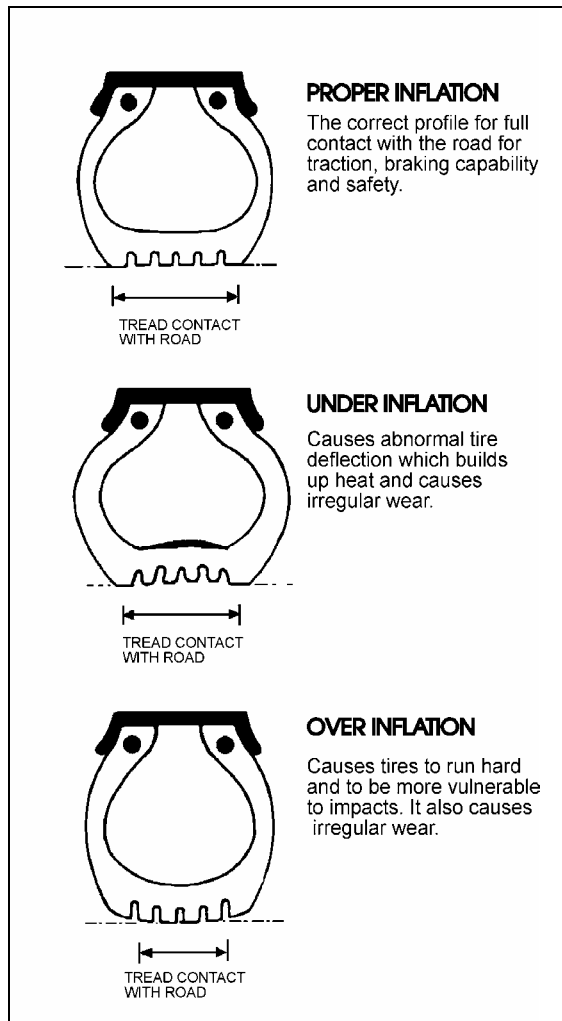 PROPER INFLATION
The correct profile for full
contact with the road for
traction, braking capability
and safety.
TREAD CONTACT
WITH ROAD
UNDER INFLATION
Causes abnormal tire
deflection which builds
up heat and causes
irregular wear.
TREAD CONTACT
WITH ROAD
OVER INFLATION
Causes tires to run hard
and to be more vulnerable
to impacts. It also causes
irregular wear.
TREAD CONTACT
WITH ROAD